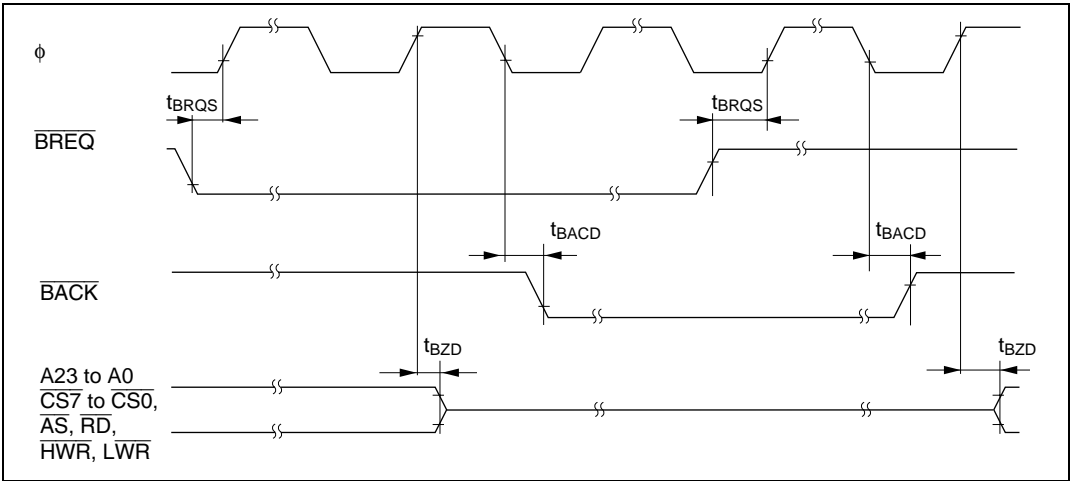 ϕ
tBRQS tBRQS
BREQ
tBACD tBACD
BACK
tBZD tBZD
A23 to A0
CS7 to CS0,
AS, RD,
HWR, LWR